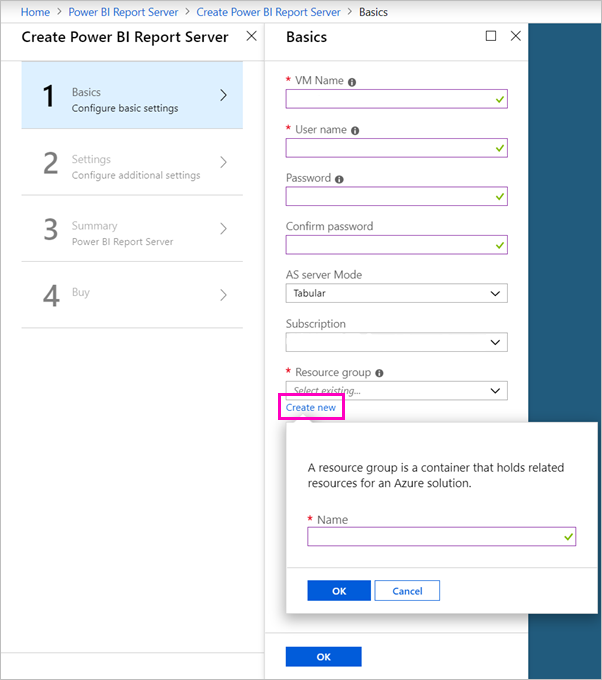 Home > Power BI Report Server > Create Power BI Report Server > Basics
Create Power BI Report Server
1
Basics
Configure basic settings
2
Settings
Configure additional settings
3
Summary
Power BI Report Server
4
Buy
Basics
* VM Name
* User name
Password
Confirm password
AS server Mode
Tabular
Subscription
* Resource group
Select existing...
Create new
A resource group is a container that holds related
resources for an Azure solution.
* Name
OK
Cancel
OK